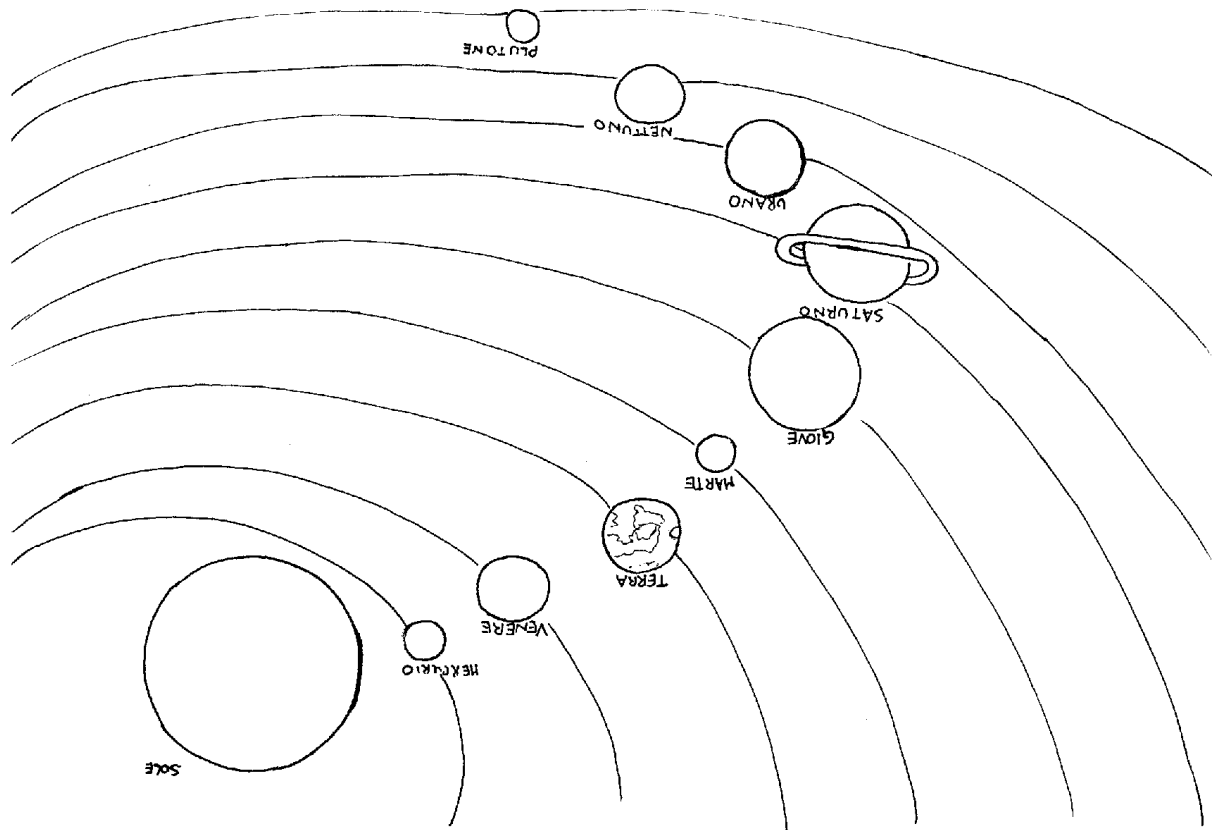 SOLE
MERCURIO
VENERE
TERRA
MARTE
GIOVE
SATURNO
URANO
NETTUNO
PLUTONE